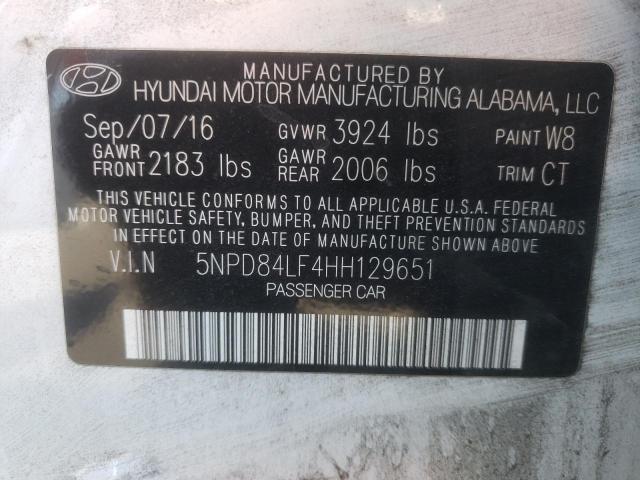 MANUFACTURED BY
HYUNDAI MOTOR MANUFACTURING ALABAMA, LLC
Sep/07/16 GVWR 3924 lbs PAINT W8
GAWR FRONT 2183 lbs GAWR REAR 2006 lbs TRIM CT
THIS VEHICLE CONFORMS TO ALL APPLICABLE U.S.A. FEDERAL
MOTOR VEHICLE SAFETY, BUMPER, AND THEFT PREVENTION STANDARDS
IN EFFECT ON THE DATE OF MANUFACTURE SHOWN ABOVE.
V.I.N 5NPD84LF4HH129651
PASSENGER CAR